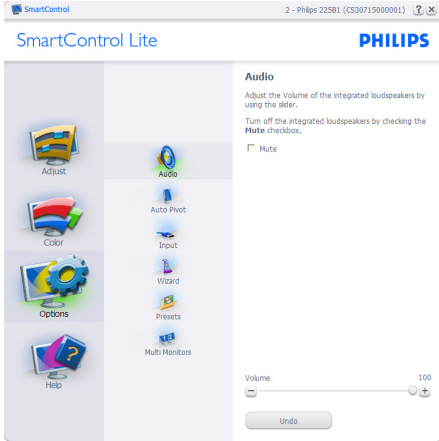 SmartControl
2 - Philips 225B1 (CS30715000001)
?
SmartControl Lite
PHILIPS
Adjust
Color
Options
Help
Audio
Auto Pivot
Input
Wizard
Presets
Multi Monitors
Audio
Adjust the Volume of the integrated loudspeakers by
using the slider.
Turn off the integrated loudspeakers by checking the
Mute checkbox.
Mute
Volume 100
Undo